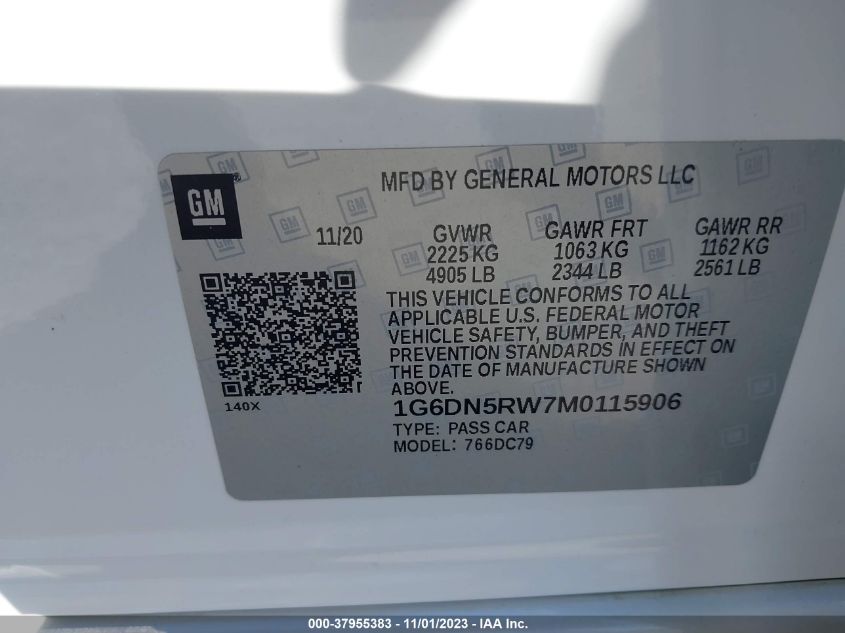 GM
MFD BY GENERAL MOTORS LLC
11/20 GVWR GAWR FRT GAWR RR
2225 KG 1063 KG 1162 KG
4905 LB 2344 LB 2561 LB
THIS VEHICLE CONFORMS TO ALL
APPLICABLE U.S. FEDERAL MOTOR
VEHICLE SAFETY, BUMPER, AND THEFT
PREVENTION STANDARDS IN EFFECT ON
THE DATE OF MANUFACTURE SHOWN
ABOVE.
140X
1G6DN5RW7M0115906
TYPE: PASS CAR
MODEL: 766DC79
000-37955383 - 11/01/2023 - IAA Inc.